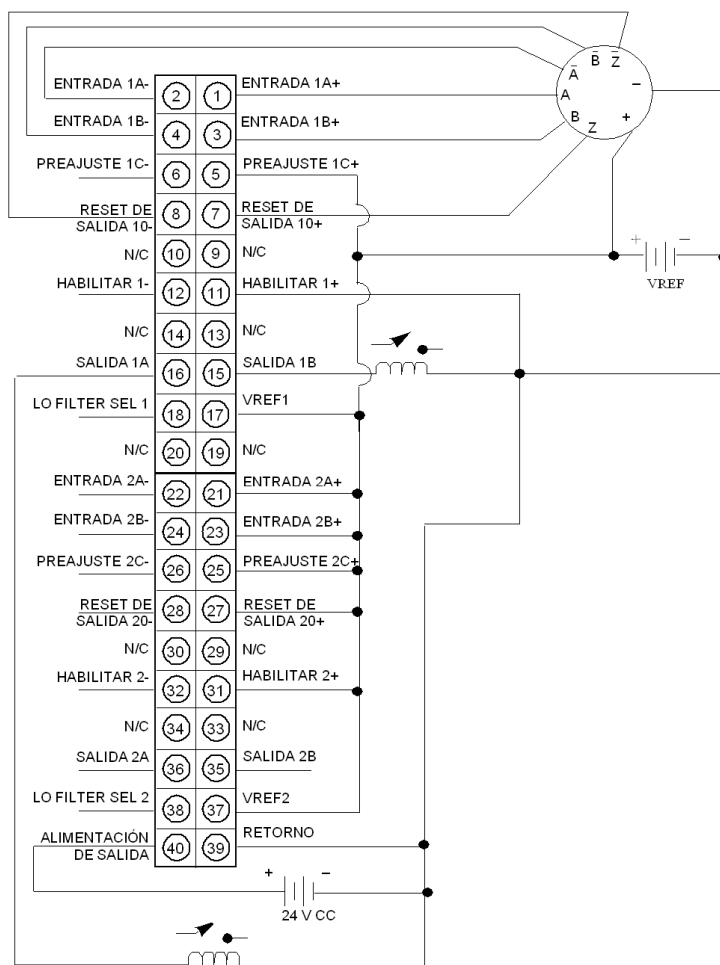 Ā B̄ Z̄
A
B
Z
−
+
ENTRADA 1A- 2 1 ENTRADA 1A+
ENTRADA 1B- 4 3 ENTRADA 1B+
PREAJUSTE 1C- 6 5 PREAJUSTE 1C+
RESET DE 8 7 RESET DE
SALIDA 10- SALIDA 10+
N/C 10 9 N/C
+ −
VREF
HABILITAR 1- 12 11 HABILITAR 1+
N/C 14 13 N/C
SALIDA 1A 16 15 SALIDA 1B
LO FILTER SEL 1 18 17 VREF1
N/C 20 19 N/C
ENTRADA 2A- 22 21 ENTRADA 2A+
ENTRADA 2B- 24 23 ENTRADA 2B+
PREAJUSTE 2C- 26 25 PREAJUSTE 2C+
RESET DE 28 27 RESET DE
SALIDA 20- SALIDA 20+
N/C 30 29 N/C
HABILITAR 2- 32 31 HABILITAR 2+
N/C 34 33 N/C
SALIDA 2A 36 35 SALIDA 2B
LO FILTER SEL 2 38 37 VREF2
ALIMENTACIÓN 40 39 RETORNO
DE SALIDA
+ −
24 V CC